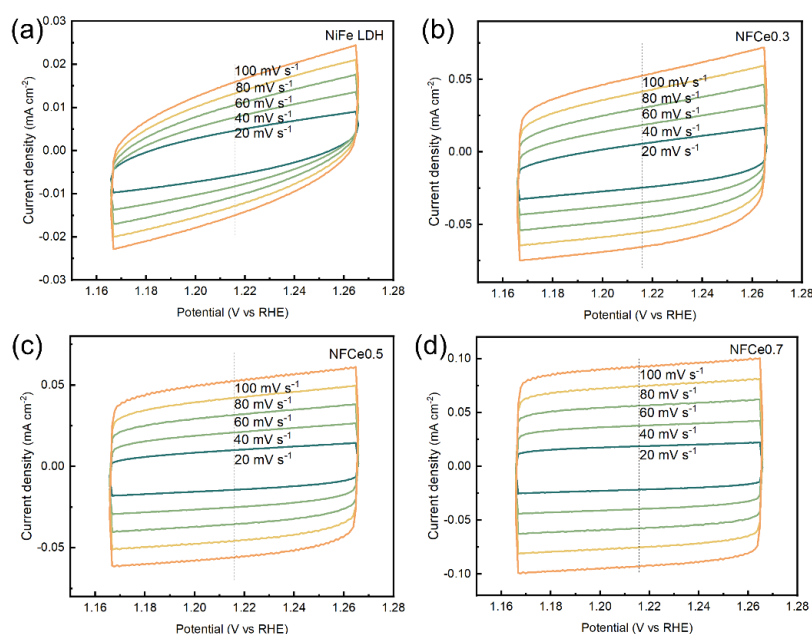 (a)
NiFe LDH
0.03
0.02
0.01
0.00
-0.01
-0.02
-0.03
Current density (mA cm⁻²)
100 mV s⁻¹
80 mV s⁻¹
60 mV s⁻¹
40 mV s⁻¹
20 mV s⁻¹
1.16 1.18 1.20 1.22 1.24 1.26 1.28
Potential (V vs RHE)
(b)
NFCe0.3
0.05
0.00
-0.05
Current density (mA cm⁻²)
100 mV s⁻¹
80 mV s⁻¹
60 mV s⁻¹
40 mV s⁻¹
20 mV s⁻¹
1.16 1.18 1.20 1.22 1.24 1.26 1.28
Potential (V vs RHE)
(c)
NFCe0.5
0.05
0.00
-0.05
Current density (mA cm⁻²)
100 mV s⁻¹
80 mV s⁻¹
60 mV s⁻¹
40 mV s⁻¹
20 mV s⁻¹
1.16 1.18 1.20 1.22 1.24 1.26 1.28
Potential (V vs RHE)
(d)
NFCe0.7
0.10
0.05
0.00
-0.05
-0.10
Current density (mA cm⁻²)
100 mV s⁻¹
80 mV s⁻¹
60 mV s⁻¹
40 mV s⁻¹
20 mV s⁻¹
1.16 1.18 1.20 1.22 1.24 1.26 1.28
Potential (V vs RHE)